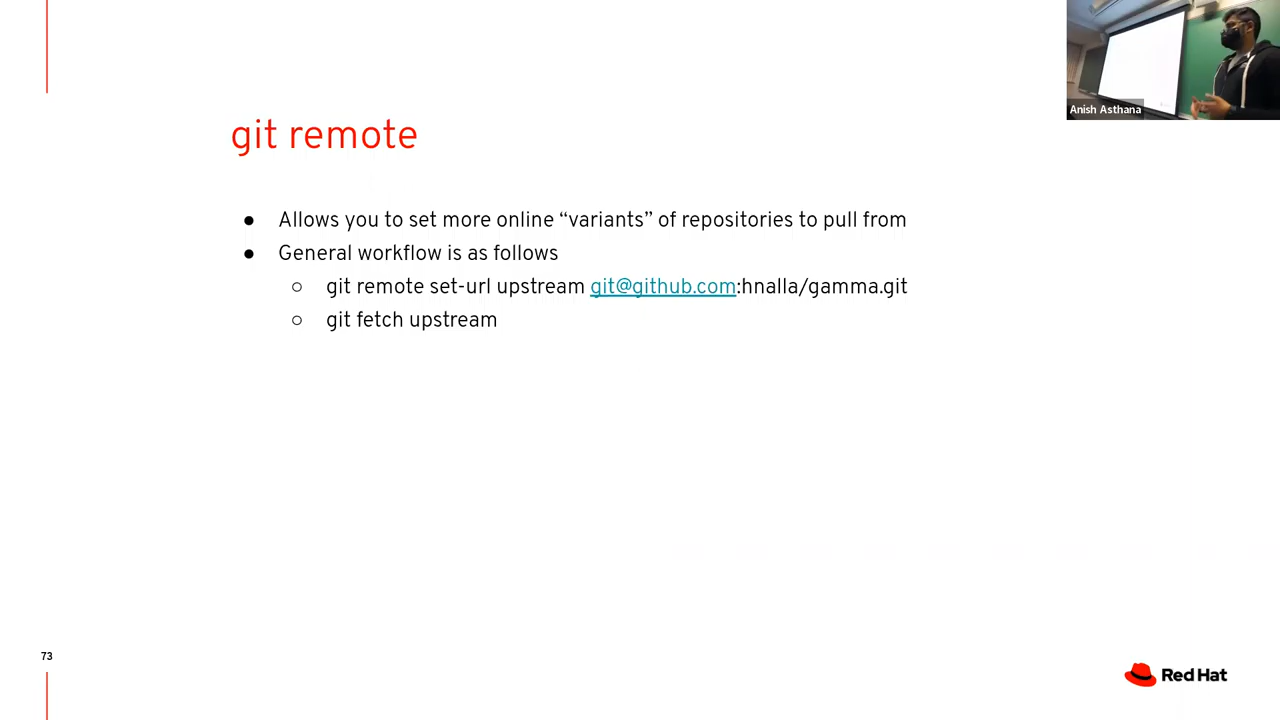 Anish Asthana
git remote
● Allows you to set more online “variants” of repositories to pull from
● General workflow is as follows
○ git remote set-url upstream git@github.com:hnalla/gamma.git
○ git fetch upstream
73
Red Hat